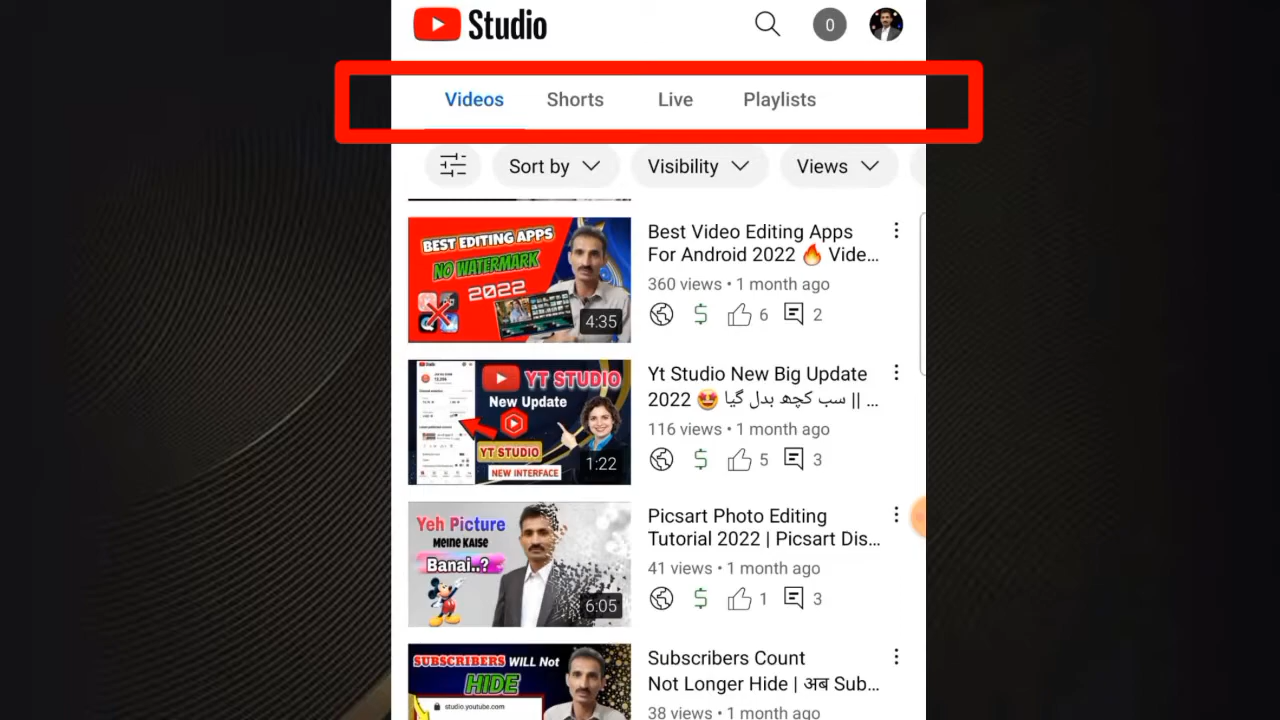 Studio
0
Videos Shorts Live Playlists
Sort by Visibility Views
BEST EDITING APPS
NO WATERMARK
2022
4:35
Best Video Editing Apps
For Android 2022 🔥 Vide...
360 views • 1 month ago
6 2
YT STUDIO
New Update
YT STUDIO
NEW INTERFACE
1:22
Yt Studio New Big Update
2022 🤩 سب کچھ بدل گیا || ...
116 views • 1 month ago
5 3
Yeh Picture
MEINE KAISE
Banai..?
6:05
Picsart Photo Editing
Tutorial 2022 | Picsart Dis...
41 views • 1 month ago
1 3
SUBSCRIBERS WILL NOT
HIDE
studio.youtube.com
Subscribers Count
Not Longer Hide | अब Sub...
38 views • 1 month ago